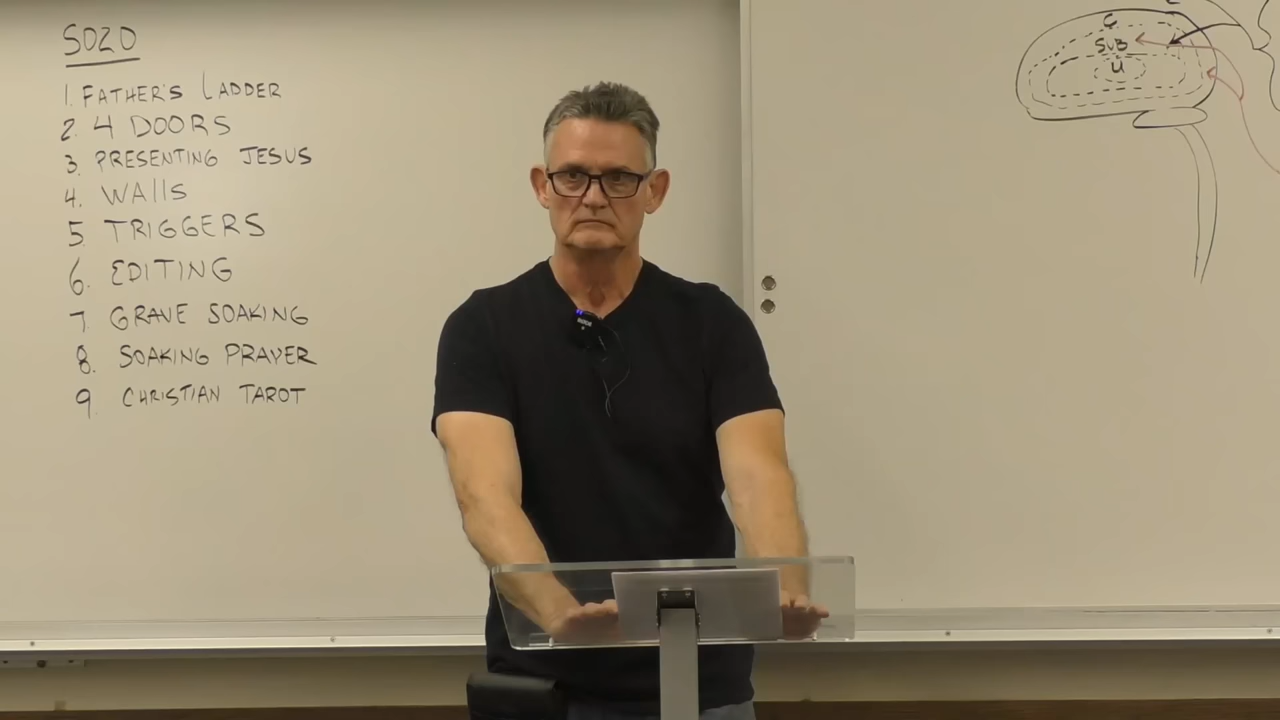 SOZO
1. FATHER'S LADDER
2. 4 DOORS
3. PRESENTING JESUS
4. WAllS
5. TRIGGERS
6. EDITING
7. GRAVE SOAKING
8. SOAKING PRAYER
9. CHRISTIAN TAROT
C
SUB
U